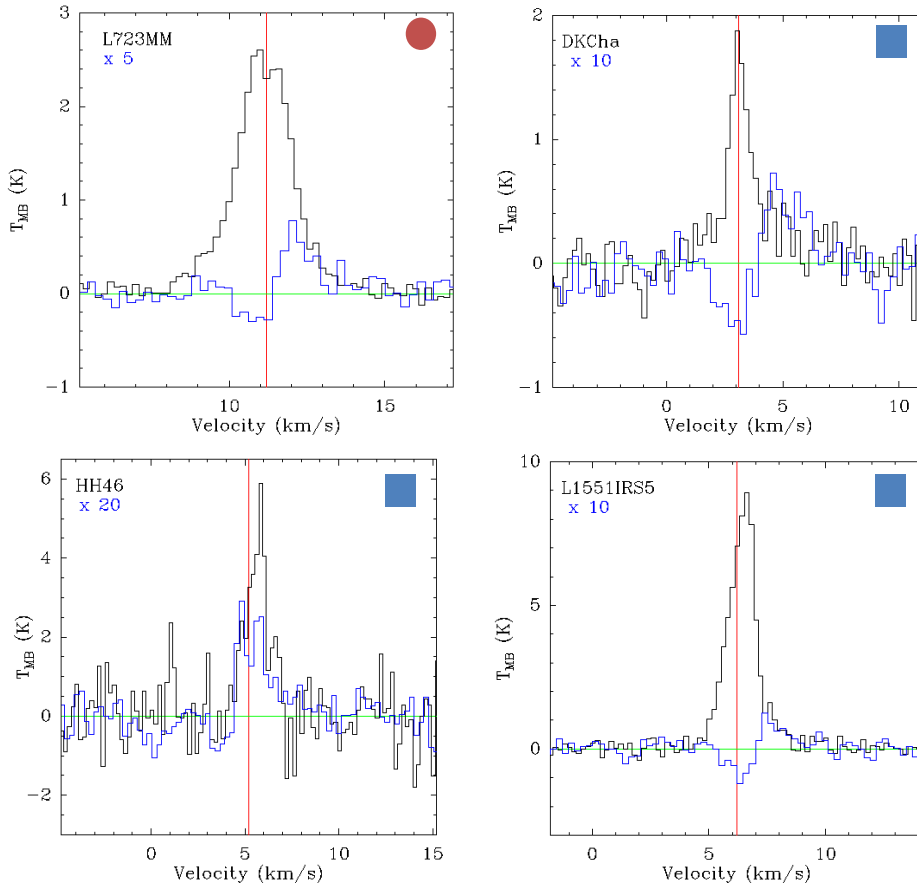 L723MM
x 5
3
2
1
0
−1
T_MB (K)
10
15
Velocity (km/s)
DKCha
x 10
2
1
0
−1
T_MB (K)
0
5
10
Velocity (km/s)
HH46
x 20
6
4
2
0
−2
T_MB (K)
0
5
10
15
Velocity (km/s)
L1551IRS5
x 10
10
5
0
T_MB (K)
0
5
10
Velocity (km/s)